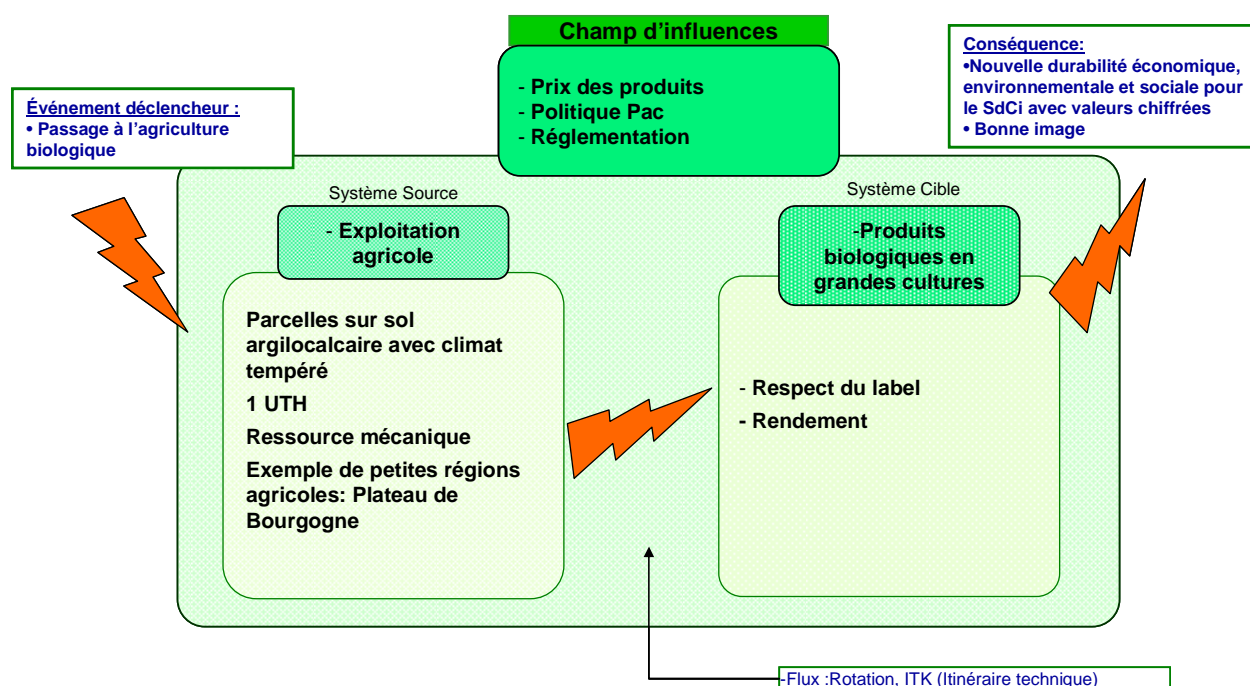 Champ d'influences
- Prix des produits
- Politique Pac
- Réglementation
Événement déclencheur :
• Passage à l'agriculture
biologique
Conséquence:
•Nouvelle durabilité économique,
environnementale et sociale pour
le SdCi avec valeurs chiffrées
• Bonne image
Système Source
- Exploitation
agricole
Parcelles sur sol
argilocalcaire avec climat
tempéré
1 UTH
Ressource mécanique
Exemple de petites régions
agricoles: Plateau de
Bourgogne
Système Cible
-Produits
biologiques en
grandes cultures
- Respect du label
- Rendement
-Flux :Rotation, ITK (Itinéraire technique)